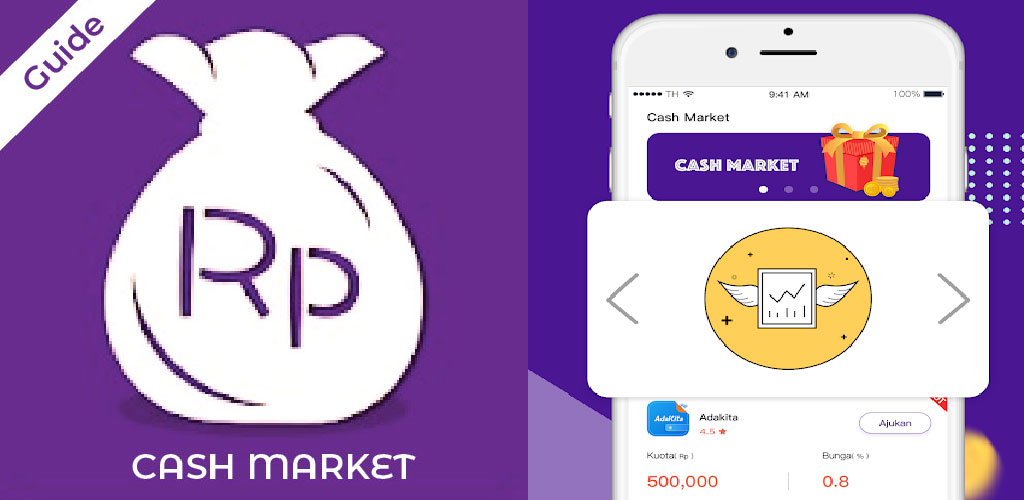 Guide
Rp
CASH MARKET
TH
9:41 AM
100%
Cash Market
CASH MARKET
AdaKita
Adakita
4.5 ★
Ajukan
Kuota( Rp )
Bunga( % )
500,000
0.8